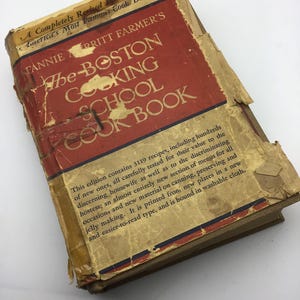 A Completely Revised
America's Most Famous Cook
FANNIE MERRITT FARMER'S
The BOSTON
COOKING
SCHOOL
COOK BOOK
This edition contains 3119 recipes, including hundreds
of new ones, all carefully tested for their value to the
discerning housewife as well as to the discriminating
hostess; an almost entirely new section of menus for all
occasions and new material on canning, preserving and
jelly making. It is printed from new plates in a new
and easier-to-read type, and is bound in washable cloth.